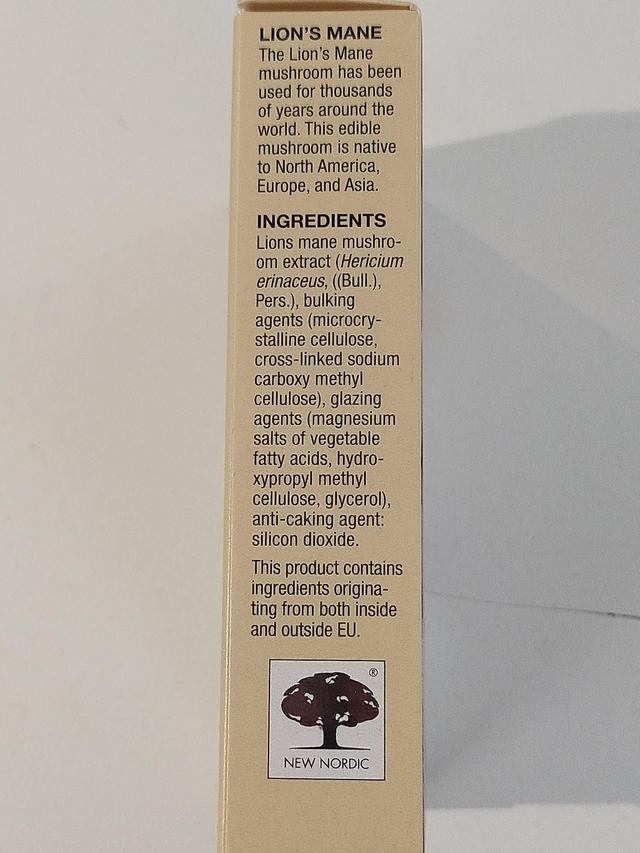 LION'S MANE
The Lion's Mane
mushroom has been
used for thousands
of years around the
world. This edible
mushroom is native
to North America,
Europe, and Asia.
INGREDIENTS
Lions mane mushro-
om extract (Hericium
erinaceus, ((Bull.),
Pers.), bulking
agents (microcry-
stalline cellulose,
cross-linked sodium
carboxy methyl
cellulose), glazing
agents (magnesium
salts of vegetable
fatty acids, hydro-
xypropyl methyl
cellulose, glycerol),
anti-caking agent:
silicon dioxide.
This product contains
ingredients origina-
ting from both inside
and outside EU.
®
NEW NORDIC